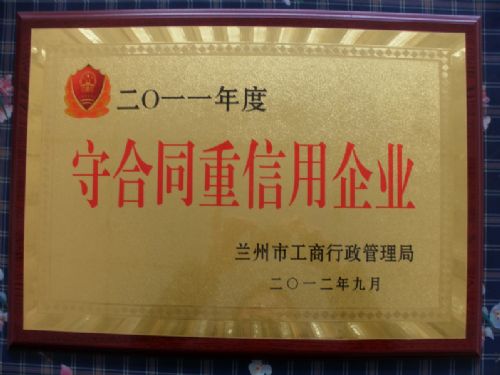 二〇一一年度
守合同重信用企业
兰州市工商行政管理局
二〇一二年九月